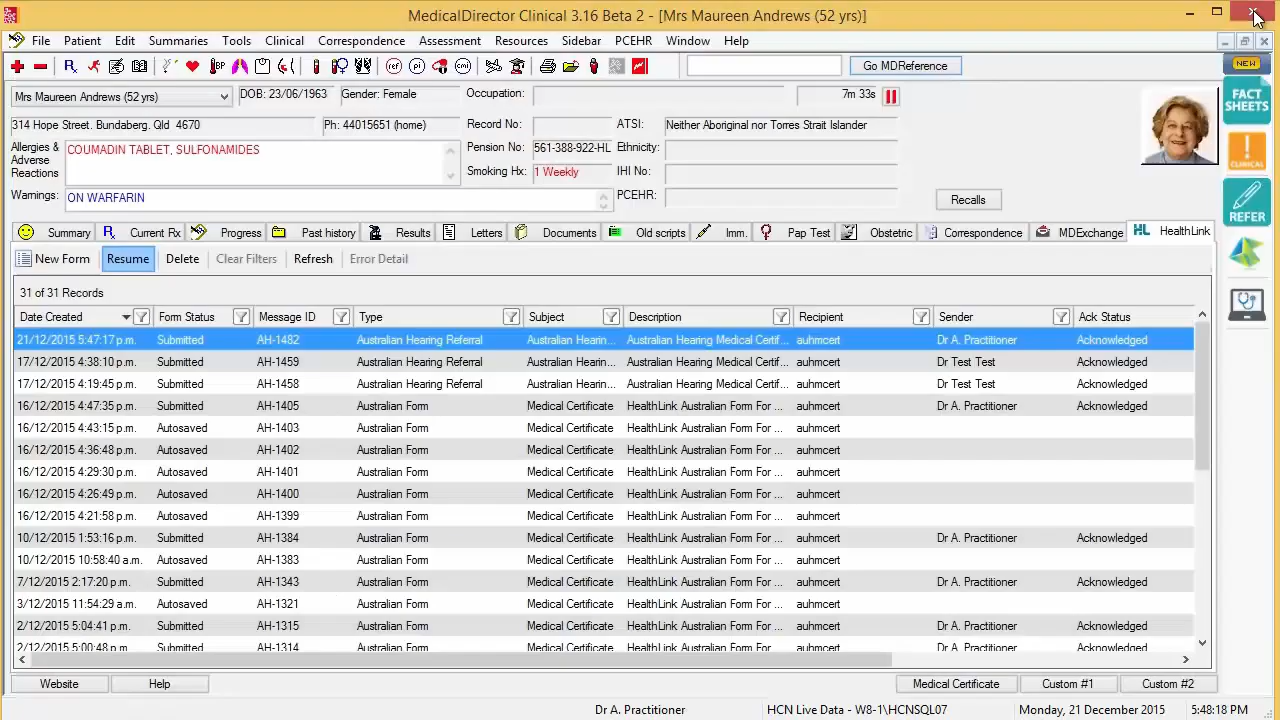 MedicalDirector Clinical 3.16 Beta 2 - [Mrs Maureen Andrews (52 yrs)]
File Patient Edit Summaries Tools Clinical Correspondence Assessment Resources Sidebar PCEHR Window Help
Go MDReference
NEW
Mrs Maureen Andrews (52 yrs) DOB: 23/06/1963 Gender: Female Occupation: 7m 33s
314 Hope Street. Bundaberg. Qld 4670 Ph: 44015651 (home) Record No: ATSI: Neither Aboriginal nor Torres Strait Islander
Allergies & Adverse Reactions COUMADIN TABLET, SULFONAMIDES Pension No: 561-388-922-HL Ethnicity:
Smoking Hx: 1 Weekly IHI No:
Warnings: ON WARFARIN PCEHR: Recalls
FACT SHEETS
CLINICAL
REFER
Summary Rx Current Rx Progress Past history Results Letters Documents Old scripts Imm. Pap Test Obstetric Correspondence MDExchange HL HealthLink
New Form Resume Delete Clear Filters Refresh Error Detail
31 of 31 Records
Date Created Form Status Message ID Type Subject Description Recipient Sender Ack Status
21/12/2015 5:47:17 p.m. Submitted AH-1482 Australian Hearing Referral Australian Hearin... Australian Hearing Medical Certif... auhmcert Dr A. Practitioner Acknowledged
17/12/2015 4:38:10 p.m. Submitted AH-1459 Australian Hearing Referral Australian Hearin... Australian Hearing Medical Certif... auhmcert Dr Test Test Acknowledged
17/12/2015 4:19:45 p.m. Submitted AH-1458 Australian Hearing Referral Australian Hearin... Australian Hearing Medical Certif... auhmcert Dr Test Test Acknowledged
16/12/2015 4:47:35 p.m. Submitted AH-1405 Australian Form Medical Certificate HealthLink Australian Form For ... auhmcert Dr A. Practitioner Acknowledged
16/12/2015 4:43:15 p.m. Autosaved AH-1403 Australian Form Medical Certificate HealthLink Australian Form For ... auhmcert
16/12/2015 4:36:48 p.m. Autosaved AH-1402 Australian Form Medical Certificate HealthLink Australian Form For ... auhmcert
16/12/2015 4:29:30 p.m. Autosaved AH-1401 Australian Form Medical Certificate HealthLink Australian Form For ... auhmcert
16/12/2015 4:26:49 p.m. Autosaved AH-1400 Australian Form Medical Certificate HealthLink Australian Form For ... auhmcert
16/12/2015 4:21:58 p.m. Autosaved AH-1399 Australian Form Medical Certificate HealthLink Australian Form For ... auhmcert
10/12/2015 1:53:16 p.m. Submitted AH-1384 Australian Form Medical Certificate HealthLink Australian Form For ... auhmcert Dr A. Practitioner Acknowledged
10/12/2015 10:58:40 a.m. Autosaved AH-1383 Australian Form Medical Certificate HealthLink Australian Form For ... auhmcert
7/12/2015 2:17:20 p.m. Submitted AH-1343 Australian Form Medical Certificate HealthLink Australian Form For ... auhmcert Dr A. Practitioner Acknowledged
3/12/2015 11:54:29 a.m. Autosaved AH-1321 Australian Form Medical Certificate HealthLink Australian Form For ... auhmcert
2/12/2015 5:04:41 p.m. Submitted AH-1315 Australian Form Medical Certificate HealthLink Australian Form For ... auhmcert Dr A. Practitioner Acknowledged
2/12/2015 5:00:48 p.m. Submitted AH-1314 Australian Form Medical Certificate HealthLink Australian Form For ... auhmcert Dr A. Practitioner Acknowledged
Website Help Medical Certificate Custom #1 Custom #2
Dr A. Practitioner HCN Live Data - W8-1\HCNSQL07 Monday, 21 December 2015 5:48:18 PM